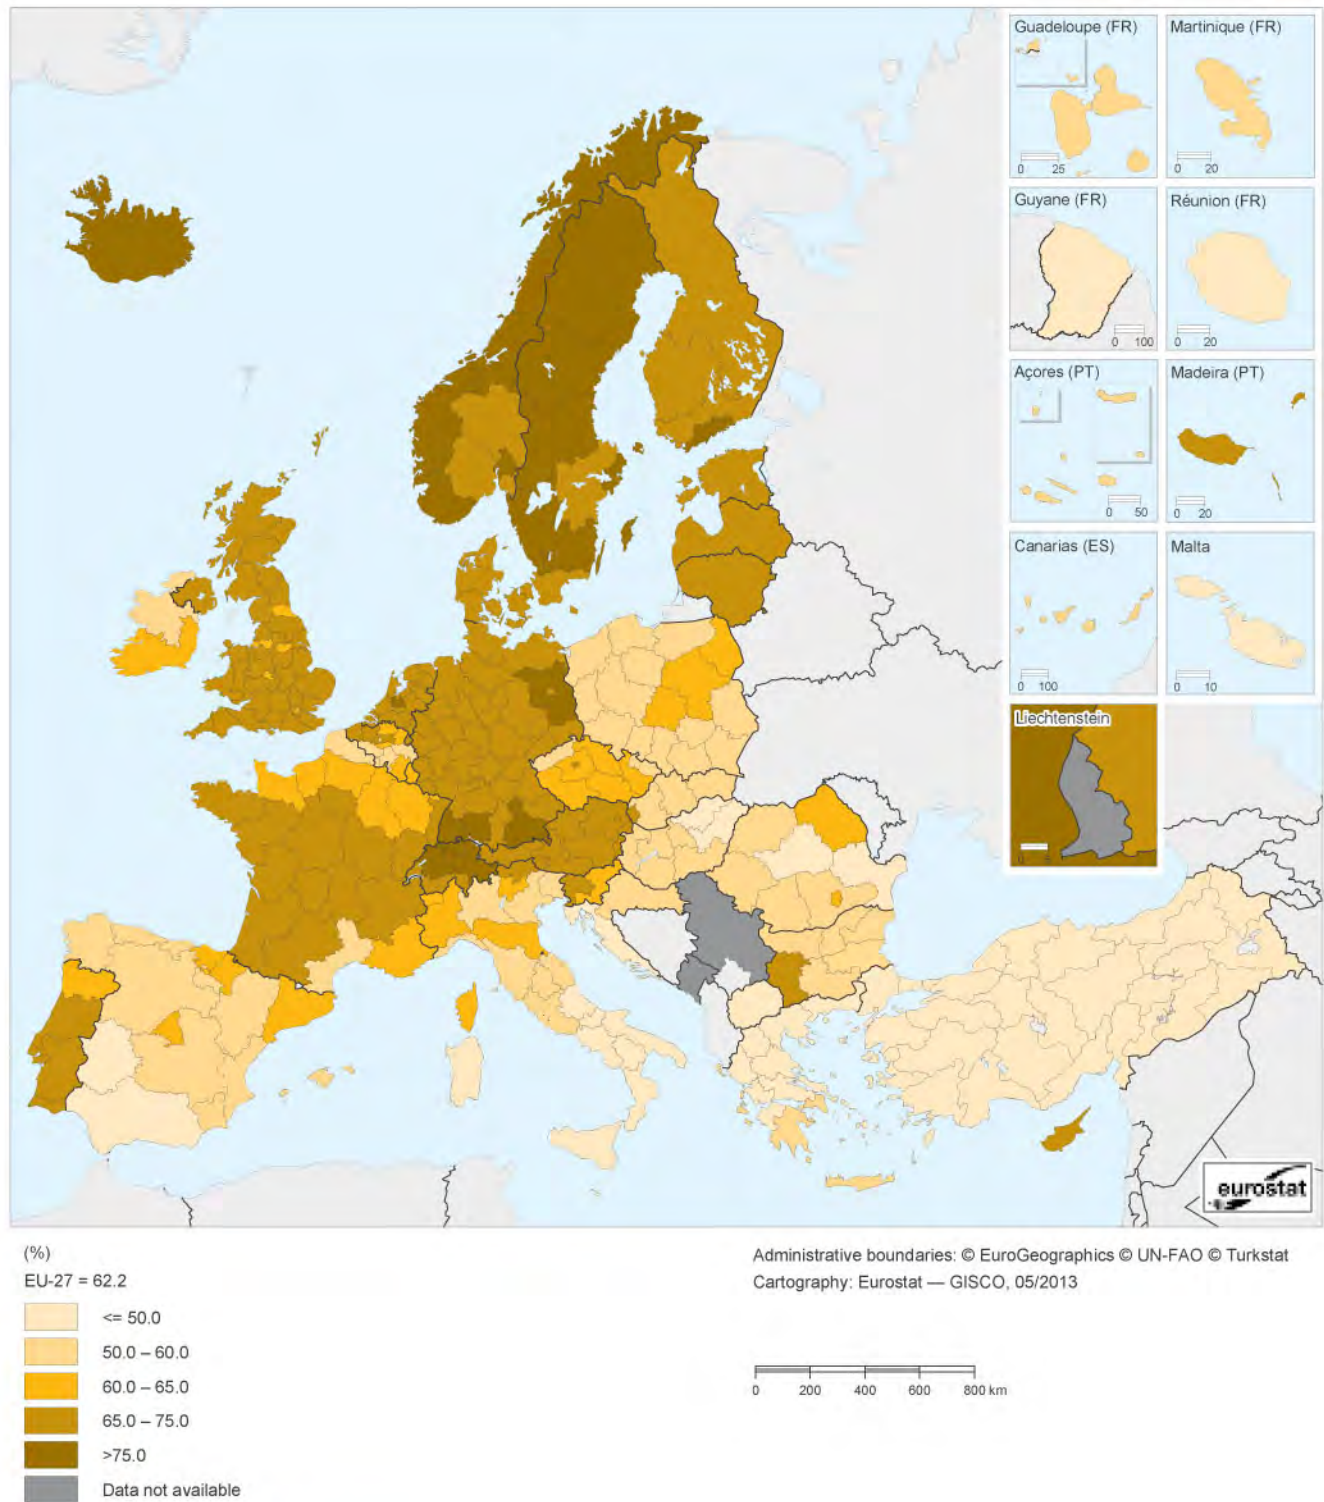 Guadeloupe (FR)
0 25
Martinique (FR)
0 20
Guyane (FR)
0 100
Réunion (FR)
0 20
Açores (PT)
0 50
Madeira (PT)
0 20
Canarias (ES)
0 100
Malta
0 10
Liechtenstein
eurostat
(%)
EU-27 = 62.2
<= 50.0
50.0 – 60.0
60.0 – 65.0
65.0 – 75.0
>75.0
Data not available
Administrative boundaries: © EuroGeographics © UN-FAO © Turkstat
Cartography: Eurostat — GISCO, 05/2013
0 200 400 600 800 km